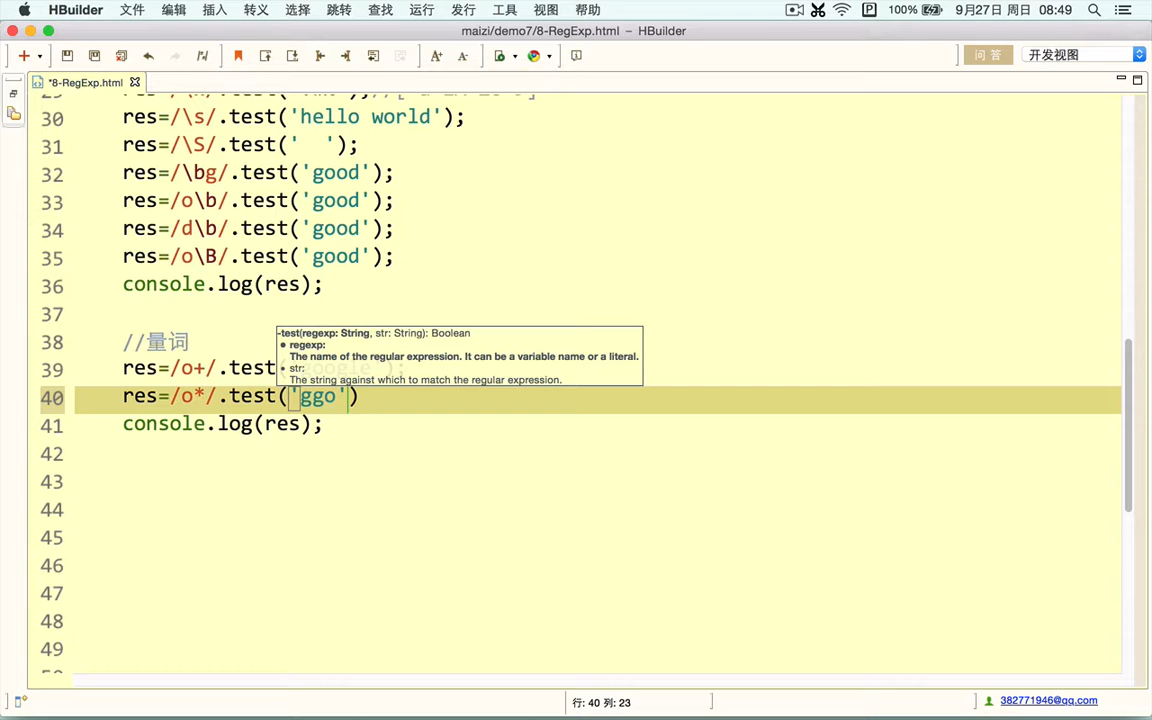 HBuilder 文件 编辑 插入 转义 选择 跳转 查找 运行 发行 工具 视图 帮助 P 100% 9月27日 周日 08:49
maizi/demo7/8-RegExp.html – HBuilder
问 答 开发视图
*8-RegExp.html
30 res=/\s/.test('hello world');
31 res=/\S/.test('   ');
32 res=/\bg/.test('good');
33 res=/o\b/.test('good');
34 res=/d\b/.test('good');
35 res=/o\B/.test('good');
36 console.log(res);
37
38 //量词
-test(regexp: String, str: String): Boolean
regexp:
The name of the regular expression. It can be a variable name or a literal.
str:
The string against which to match the regular expression.
39 res=/o+/.test('google');
40 res=/o*/.test('ggo')
41 console.log(res);
42
43
44
45
46
47
48
49
行: 40 列: 23
382771946@qq.com